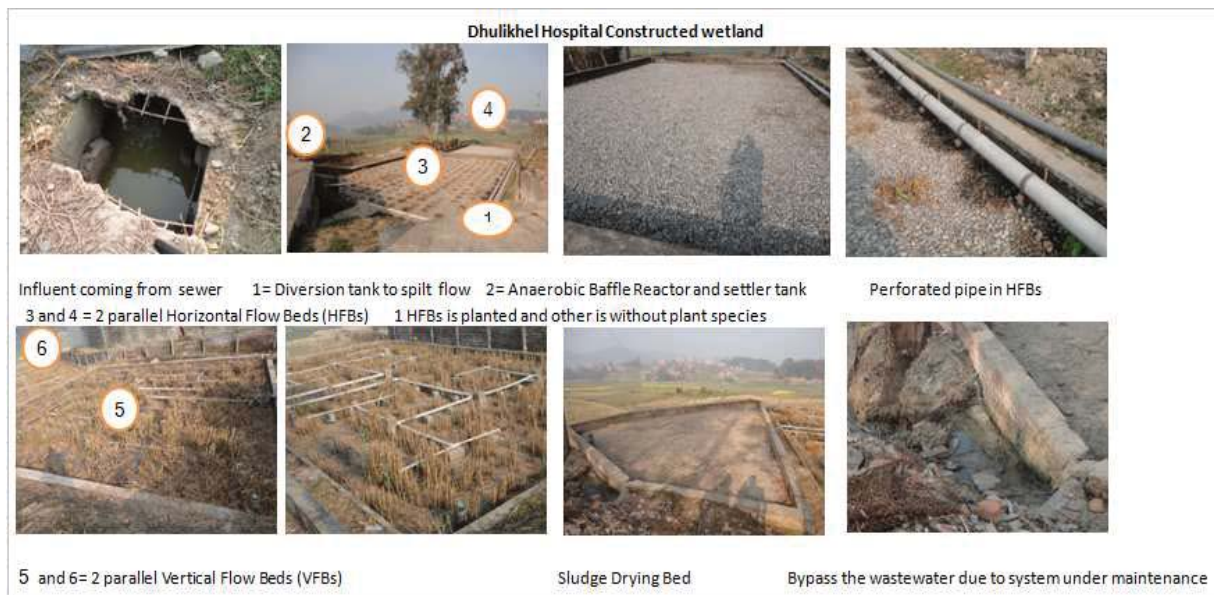 Dhulikhel Hospital Constructed wetland
2
4
3
1
Influent coming from sewer 1= Diversion tank to spilt flow 2= Anaerobic Baffle Reactor and settler tank Perforated pipe in HFBs
3 and 4 = 2 parallel Horizontal Flow Beds (HFBs) 1 HFBs is planted and other is without plant species
6
5
5 and 6= 2 parallel Vertical Flow Beds (VFBs) Sludge Drying Bed Bypass the wastewater due to system under maintenance